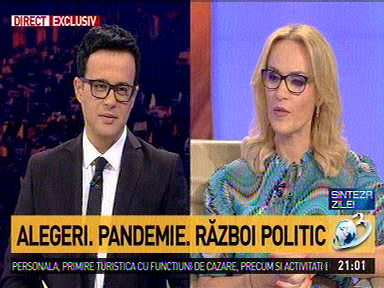 DIRECT EXCLUSIV
SINTEZA
ZILEI
ALEGERI. PANDEMIE. RĂZBOI POLITIC
3
PERSONALA, PRIMIRE TURISTICA CU FUNCTIUNI DE CAZARE, PRECUM SI ACTIVITATI
21:01